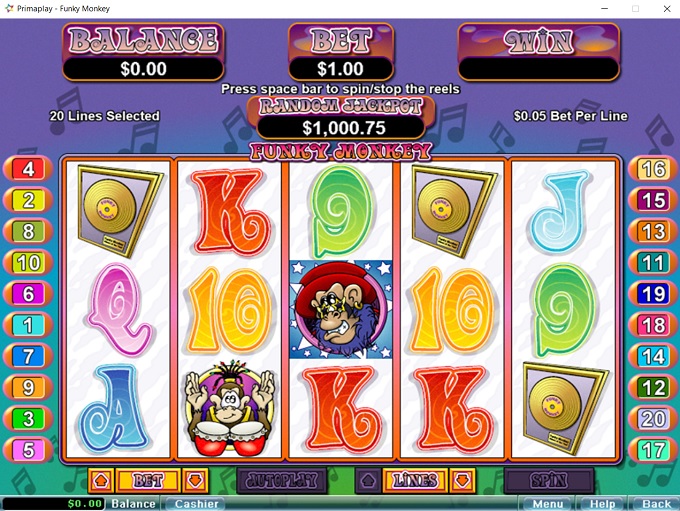 Primaplay - Funky Monkey
BALANCE BET WIN
$0.00 $1.00
Press space bar to spin/stop the reels
20 Lines Selected RANDOM JACKPOT $0.05 Bet Per Line
$1,000.75
FUNKY MONKEY
4 K 9 J 16
2 15
8 13
10 Q 10 10 9 11
6 19
1 18
7 14
9 A K K 12
3 20
5 17
BET AUTOPLAY LINES SPIN
$0.00 Balance Cashier Menu Help Back